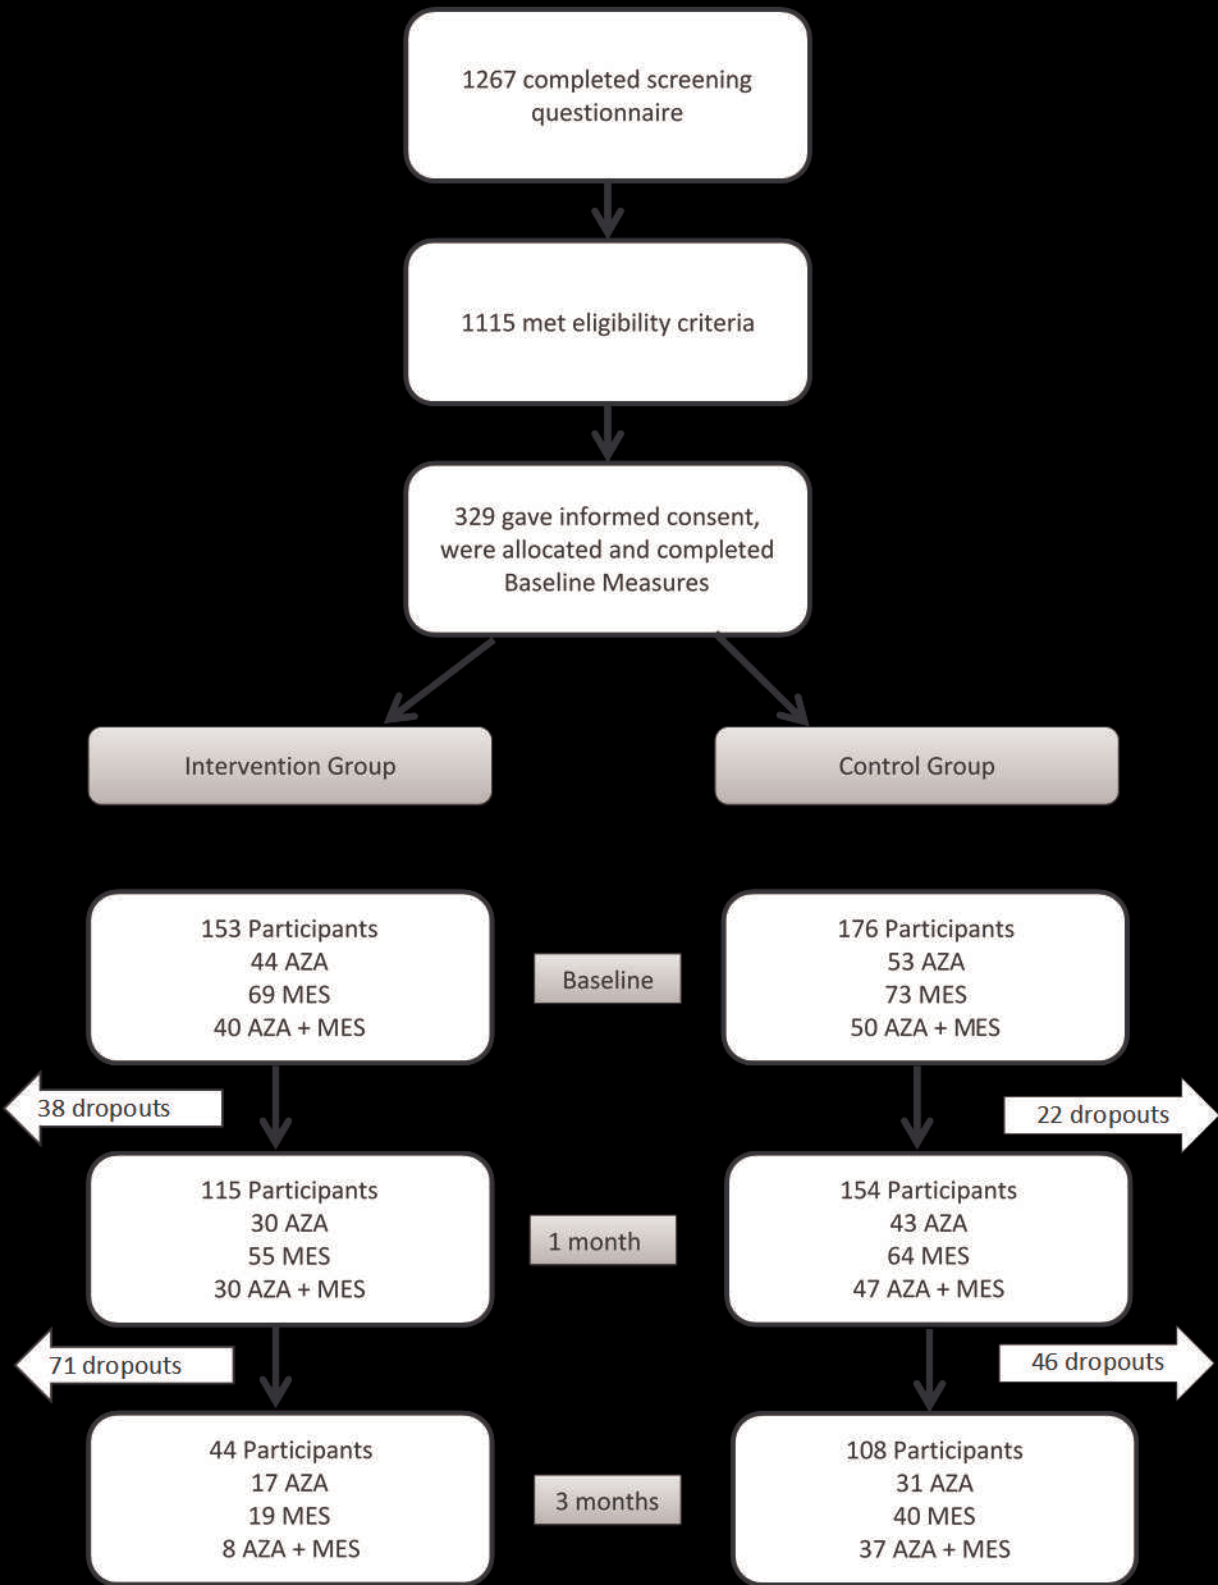 1267 completed screening
questionnaire
1115 met eligibility criteria
329 gave informed consent,
were allocated and completed
Baseline Measures
Intervention Group
Control Group
153 Participants
44 AZA
69 MES
40 AZA + MES
Baseline
176 Participants
53 AZA
73 MES
50 AZA + MES
38 dropouts
22 dropouts
115 Participants
30 AZA
55 MES
30 AZA + MES
1 month
154 Participants
43 AZA
64 MES
47 AZA + MES
71 dropouts
46 dropouts
44 Participants
17 AZA
19 MES
8 AZA + MES
3 months
108 Participants
31 AZA
40 MES
37 AZA + MES